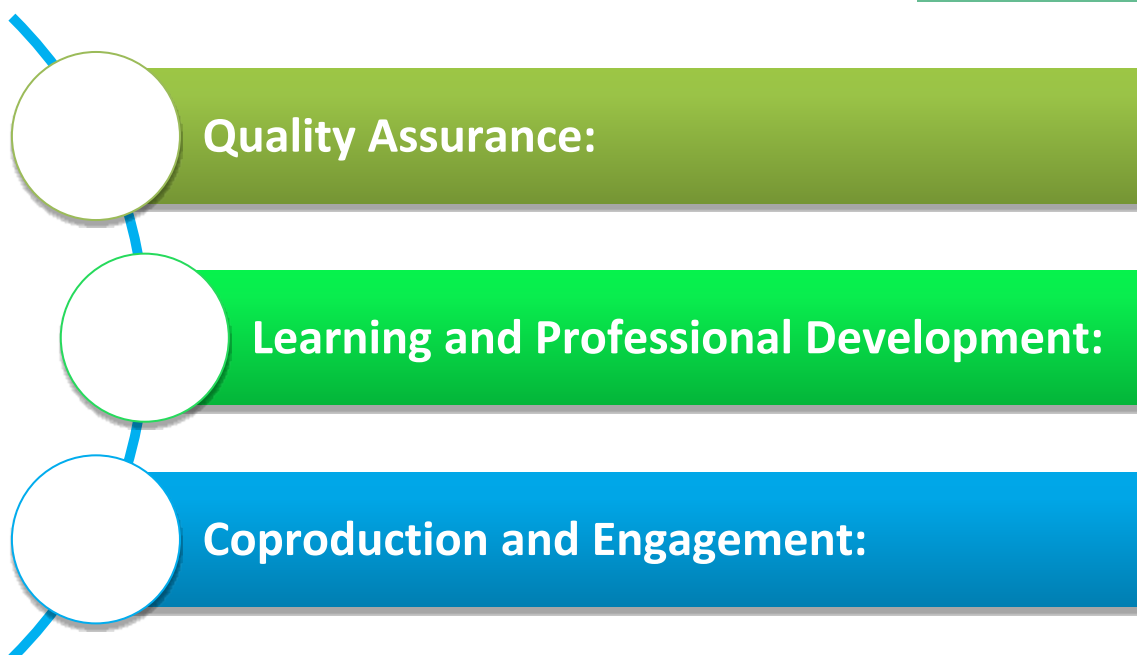 Quality Assurance:
Learning and Professional Development:
Coproduction and Engagement: